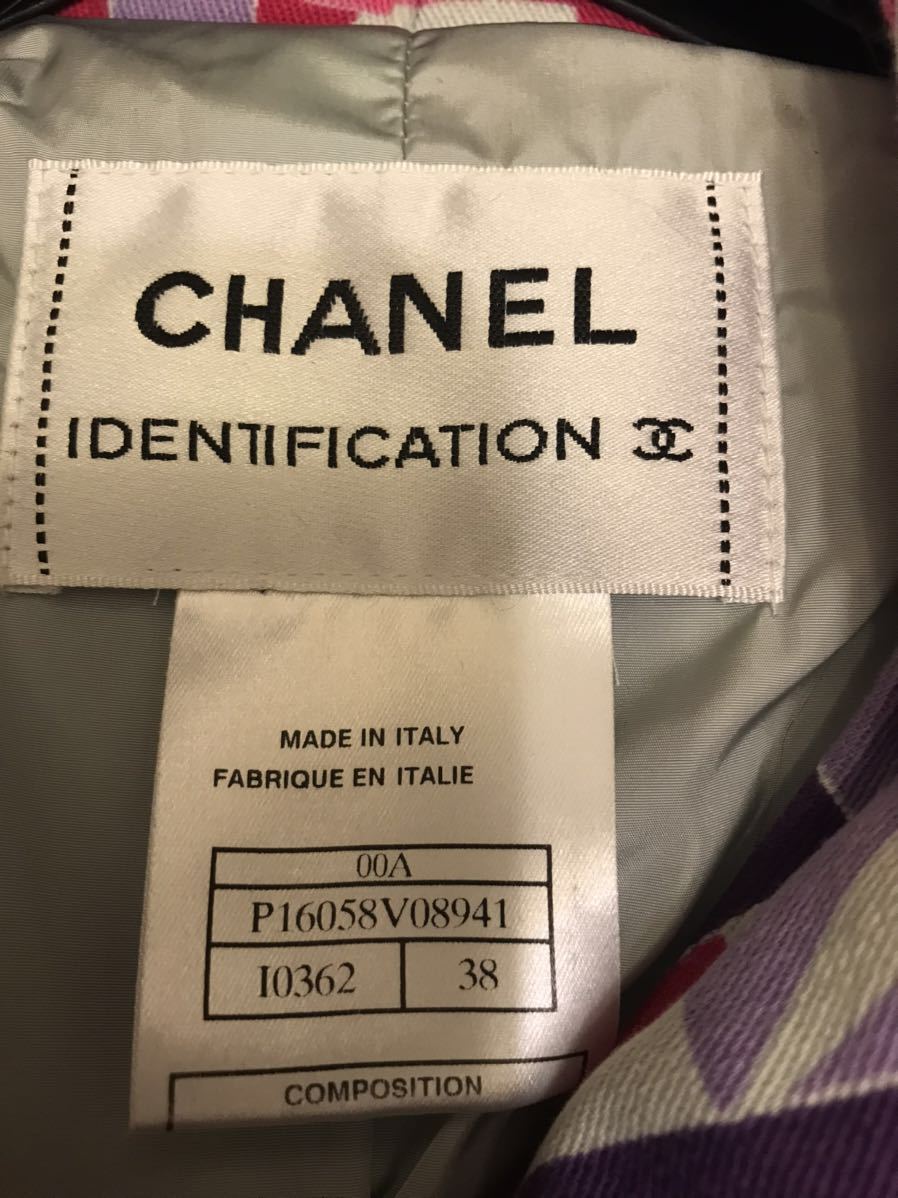 CHANEL
IDENTIFICATION
MADE IN ITALY
FABRIQUE EN ITALIE
00A
P16058V08941
I0362 38
COMPOSITION